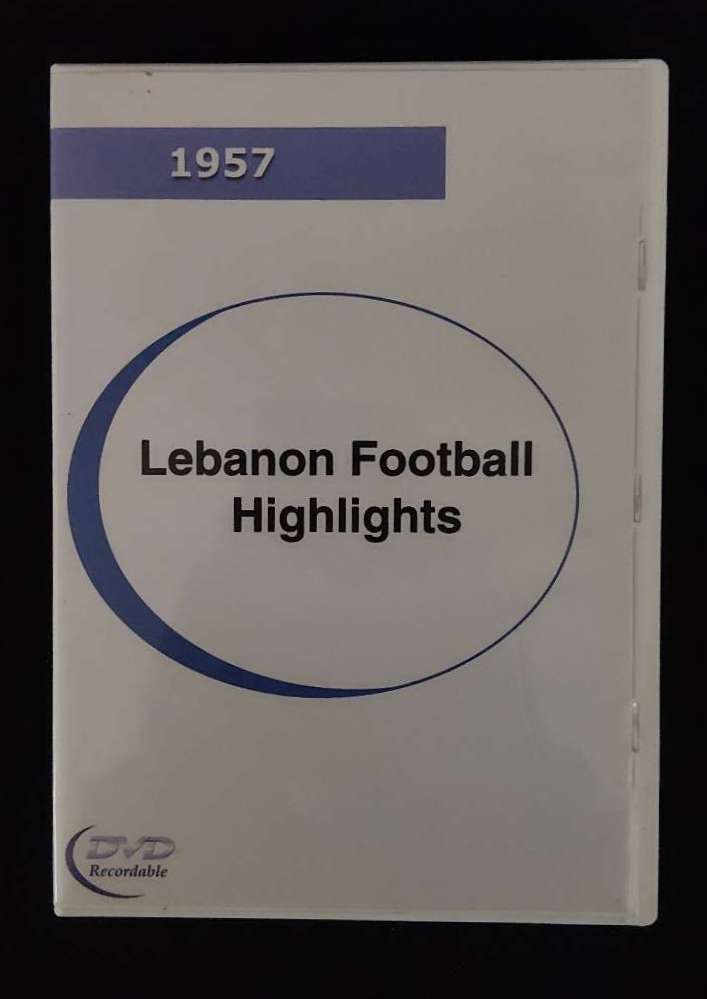 1957
Lebanon Football
Highlights
DVD
Recordable